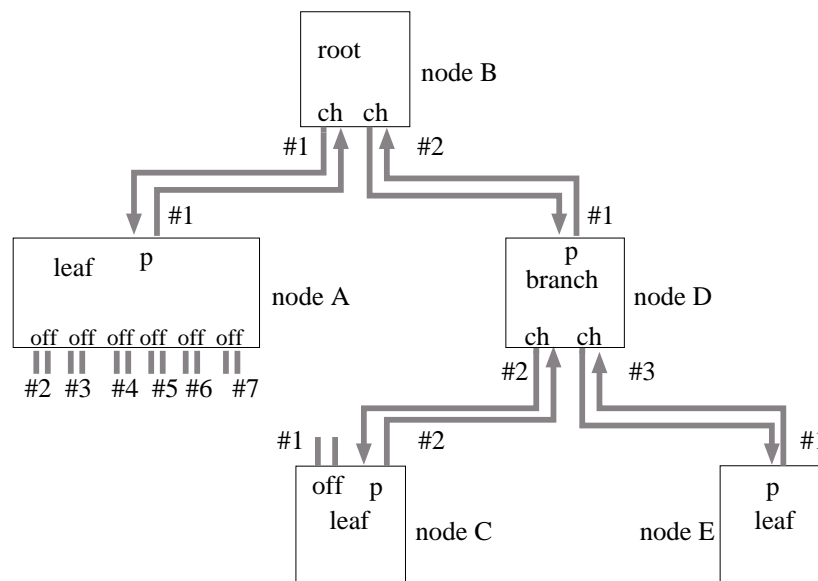 root
node B
ch ch
#1 #2
#1 #1
p p
leaf branch
node A node D
off off off off off off ch ch
#2 #3 #4 #5 #6 #7 #2 #3
#1 #2 #1
off p p
leaf leaf
node C node E